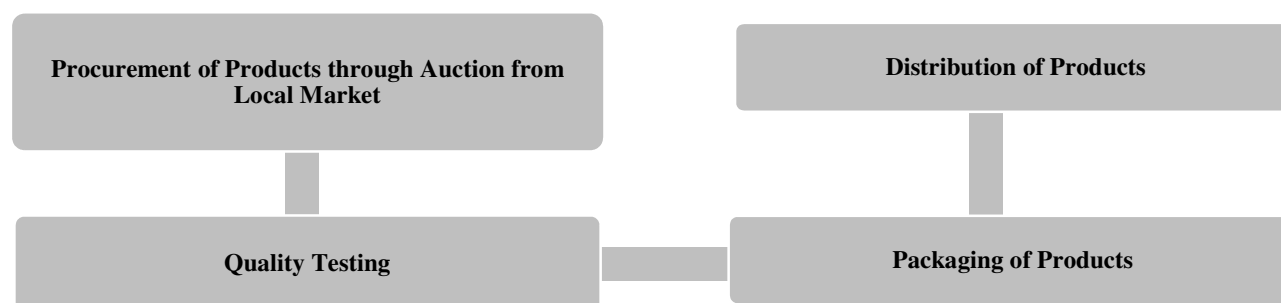 Procurement of Products through Auction from
Local Market
Distribution of Products
Quality Testing
Packaging of Products